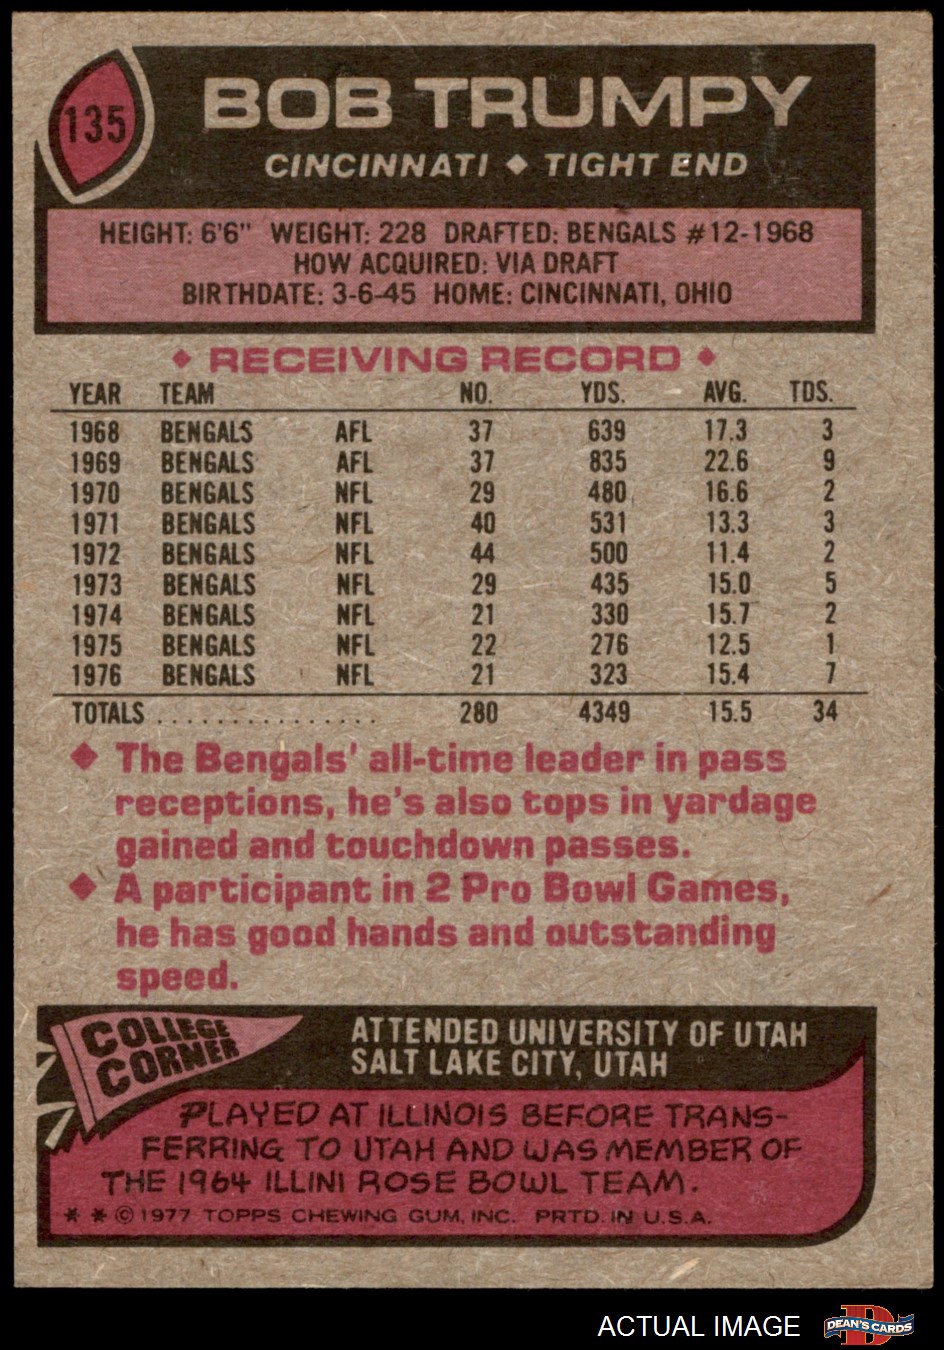 135
BOB TRUMPY
CINCINNATI ◆ TIGHT END
HEIGHT: 6'6" WEIGHT: 228 DRAFTED: BENGALS #12-1968
HOW ACQUIRED: VIA DRAFT
BIRTHDATE: 3-6-45 HOME: CINCINNATI, OHIO
◆ RECEIVING RECORD ◆
YEAR TEAM NO. YDS. AVG. TDS.
1968 BENGALS AFL 37 639 17.3 3
1969 BENGALS AFL 37 835 22.6 9
1970 BENGALS NFL 29 480 16.6 2
1971 BENGALS NFL 40 531 13.3 3
1972 BENGALS NFL 44 500 11.4 2
1973 BENGALS NFL 29 435 15.0 5
1974 BENGALS NFL 21 330 15.7 2
1975 BENGALS NFL 22 276 12.5 1
1976 BENGALS NFL 21 323 15.4 7
TOTALS . . . . . . . . . . . . . . . 280 4349 15.5 34
◆ The Bengals' all-time leader in pass
receptions, he's also tops in yardage
gained and touchdown passes.
◆ A participant in 2 Pro Bowl Games,
he has good hands and outstanding
speed.
COLLEGE
CORNER
ATTENDED UNIVERSITY OF UTAH
SALT LAKE CITY, UTAH
PLAYED AT ILLINOIS BEFORE TRANS-
FERRING TO UTAH AND WAS MEMBER OF
THE 1964 ILLINI ROSE BOWL TEAM.
* * © 1977 TOPPS CHEWING GUM, INC. PRTD. IN U.S.A.
ACTUAL IMAGE
D
DEAN'S CARDS